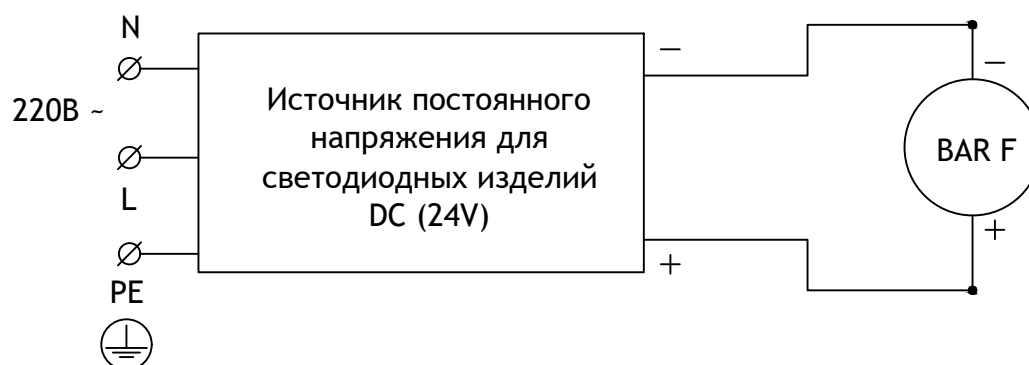 N
220В ~
L
PE
Источник постоянного
напряжения для
светодиодных изделий
DC (24V)
−
+
−
BAR F
+